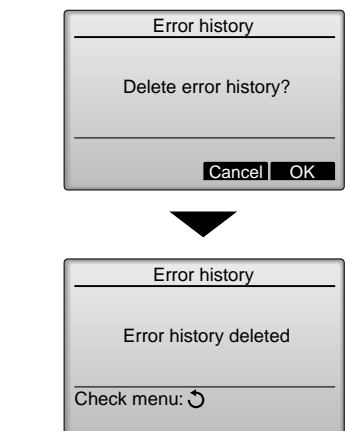 Error history
Delete error history?
Cancel OK
Error history
Error history deleted
Check menu: